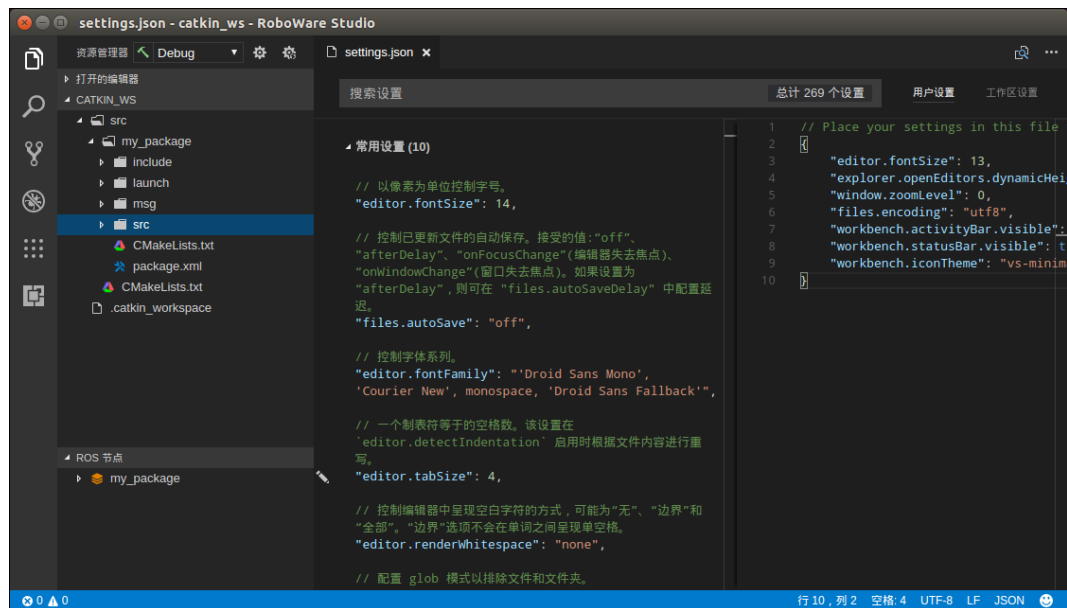 settings.json - catkin_ws - RoboWare Studio
资源管理器 Debug
settings.json
打开的编辑器
CATKIN_WS
src
my_package
include
launch
msg
src
CMakeLists.txt
package.xml
CMakeLists.txt
.catkin_workspace
ROS 节点
my_package
搜索设置 总计 269 个设置
用户设置 工作区设置
常用设置 (10)
// 以像素为单位控制字号。
"editor.fontSize": 14,
// 控制已更新文件的自动保存。接受的值:"off"、
"afterDelay"、"onFocusChange"(编辑器失去焦点)、
"onWindowChange"(窗口失去焦点)。如果设置为
"afterDelay"，则可在 "files.autoSaveDelay" 中配置延
迟。
"files.autoSave": "off",
// 控制字体系列。
"editor.fontFamily": "'Droid Sans Mono',
'Courier New', monospace, 'Droid Sans Fallback'",
// 一个制表符等于的空格数。该设置在
`editor.detectIndentation` 启用时根据文件内容进行重
写。
"editor.tabSize": 4,
// 控制编辑器中呈现空白字符的方式，可能为"无"、"边界"和
"全部"。"边界"选项不会在单词之间呈现单空格。
"editor.renderWhitespace": "none",
// 配置 glob 模式以排除文件和文件夹。
1 // Place your settings in this file
2 {
3 "editor.fontSize": 13,
4 "explorer.openEditors.dynamicHei
5 "window.zoomLevel": 0,
6 "files.encoding": "utf8",
7 "workbench.activityBar.visible":
8 "workbench.statusBar.visible": t
9 "workbench.iconTheme": "vs-minim
10 }
0 0
行 10，列 2 空格: 4 UTF-8 LF JSON